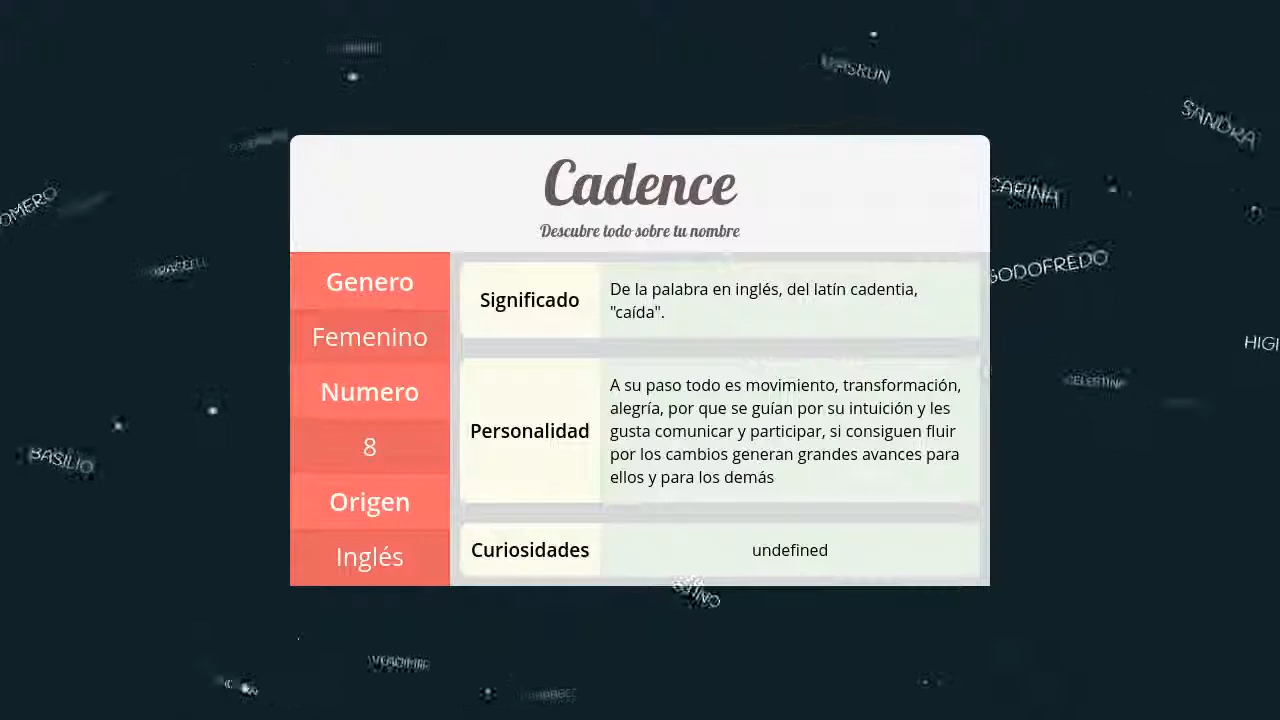 Cadence
Descubre todo sobre tu nombre
Genero
Femenino
Numero
8
Origen
Inglés
Significado
De la palabra en inglés, del latín cadentia,
"caída".
Personalidad
A su paso todo es movimiento, transformación,
alegría, por que se guían por su intuición y les
gusta comunicar y participar, si consiguen fluir
por los cambios generan grandes avances para
ellos y para los demás
Curiosidades
undefined
SANDRA
OMERO
CARINA
GODOFREDO
HIGI
CELESTINA
BASILIO